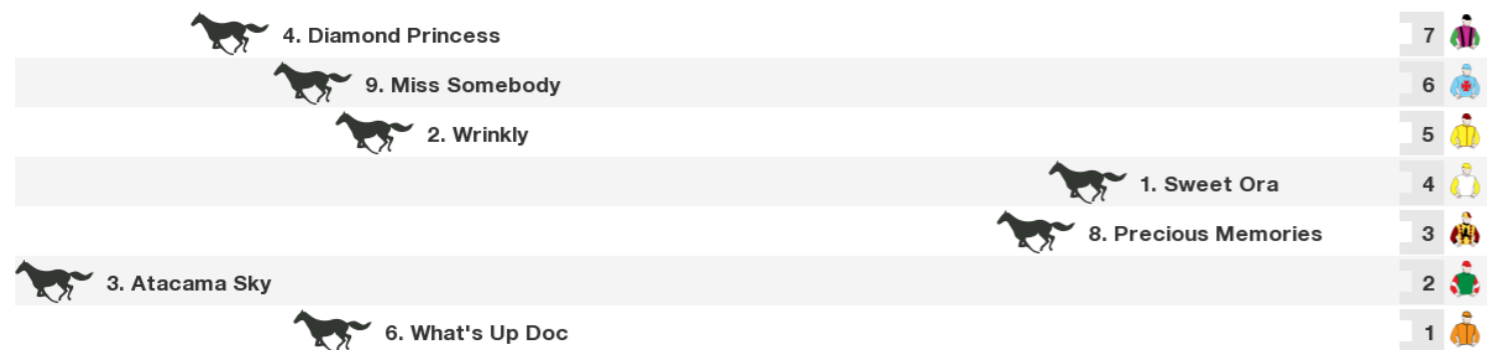 4. Diamond Princess 7
9. Miss Somebody 6
2. Wrinkly 5
1. Sweet Ora 4
8. Precious Memories 3
3. Atacama Sky 2
6. What's Up Doc 1